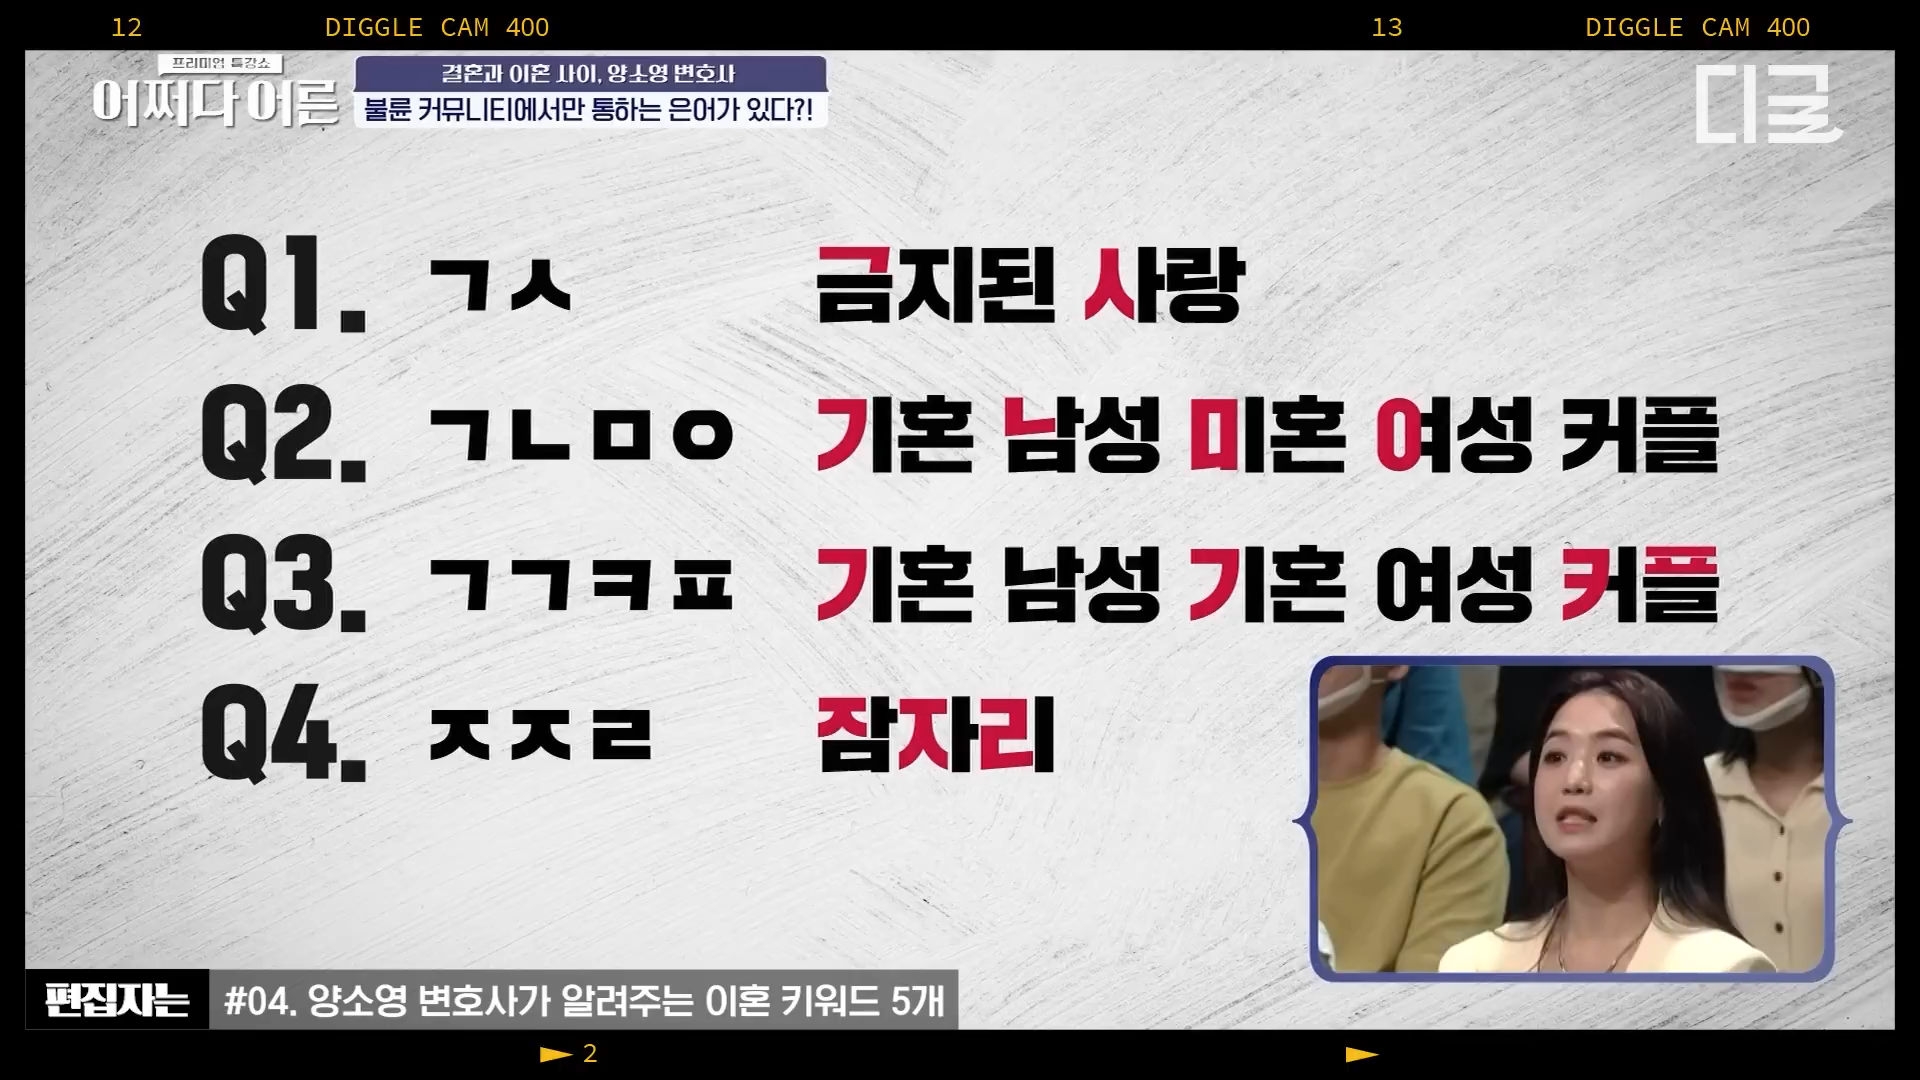 12 DIGGLE CAM 400 13 DIGGLE CAM 400
프리미엄 특강쇼
어쩌다 어른
결혼과 이혼 사이, 양소영 변호사
불륜 커뮤니티에서만 통하는 은어가 있다?!
디글
Q1. ㄱㅅ 금지된 사랑
Q2. ㄱㄴㅁㅇ 기혼 남성 미혼 여성 커플
Q3. ㄱㄱㅋㅍ 기혼 남성 기혼 여성 커플
Q4. ㅈㅈㄹ 잠자리
편집자는 #04. 양소영 변호사가 알려주는 이혼 키워드 5개
2